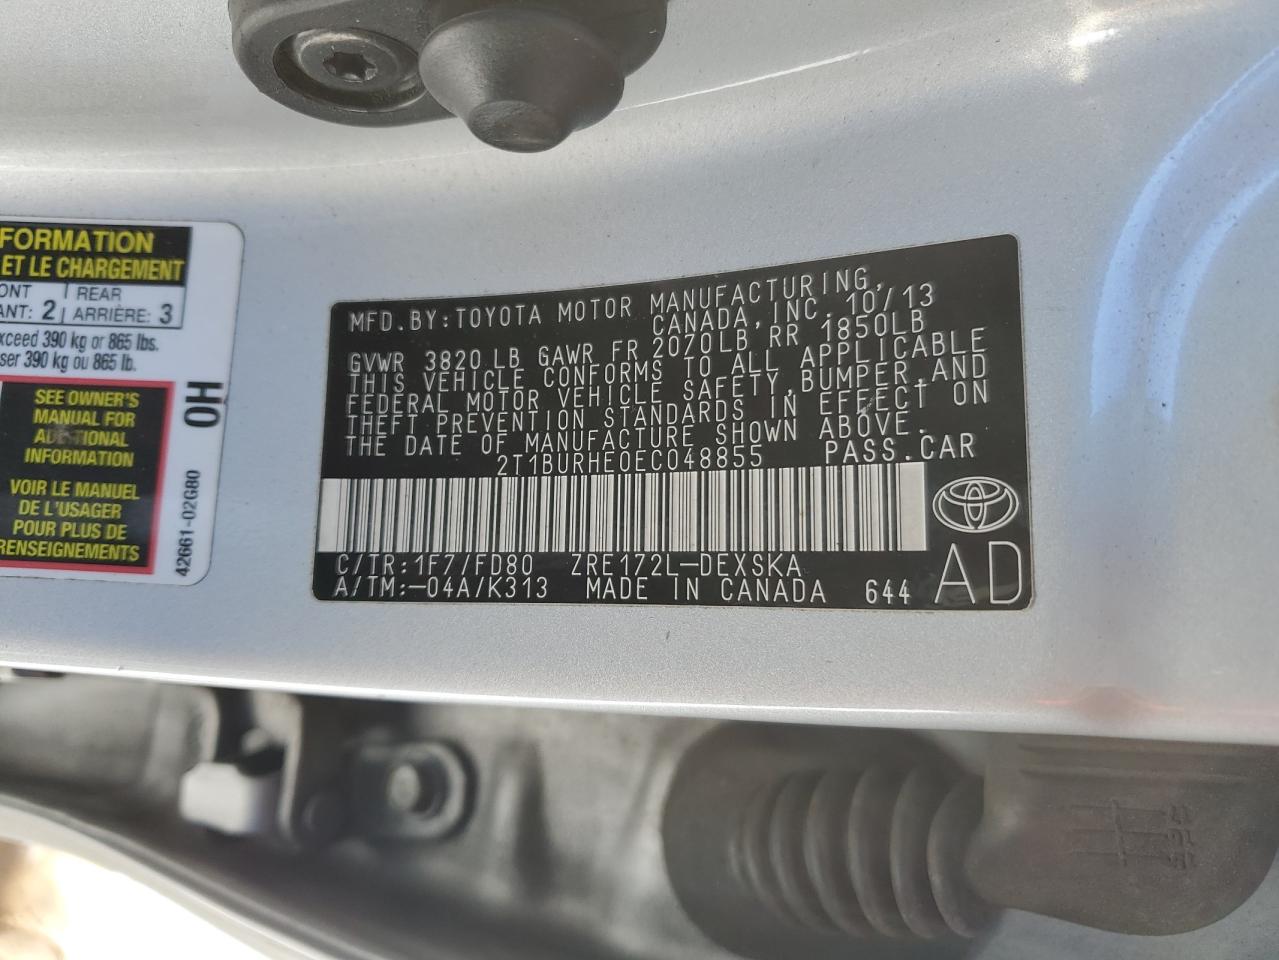 FORMATION
ET LE CHARGEMENT
ONT
ANT: 2
REAR
ARRIÈRE: 3
xceed 390 kg or 865 lbs.
ser 390 kg ou 865 lb.
SEE OWNER'S
MANUAL FOR
ADDITIONAL
INFORMATION
VOIR LE MANUEL
DE L'USAGER
POUR PLUS DE
RENSEIGNEMENTS
0H
42661-02G80
MFD.BY:TOYOTA MOTOR MANUFACTURING,
CANADA, INC. 10/13
GVWR 3820 LB GAWR FR 2070LB RR 1850LB
THIS VEHICLE CONFORMS TO ALL APPLICABLE
FEDERAL MOTOR VEHICLE SAFETY,BUMPER,AND
THEFT PREVENTION STANDARDS IN EFFECT ON
THE DATE OF MANUFACTURE SHOWN ABOVE.
2T1BURHE0EC048855 PASS.CAR
C/TR:1F7/FD80 ZRE172L-DEXSKA
A/TM:-04A/K313 MADE IN CANADA 644
AD